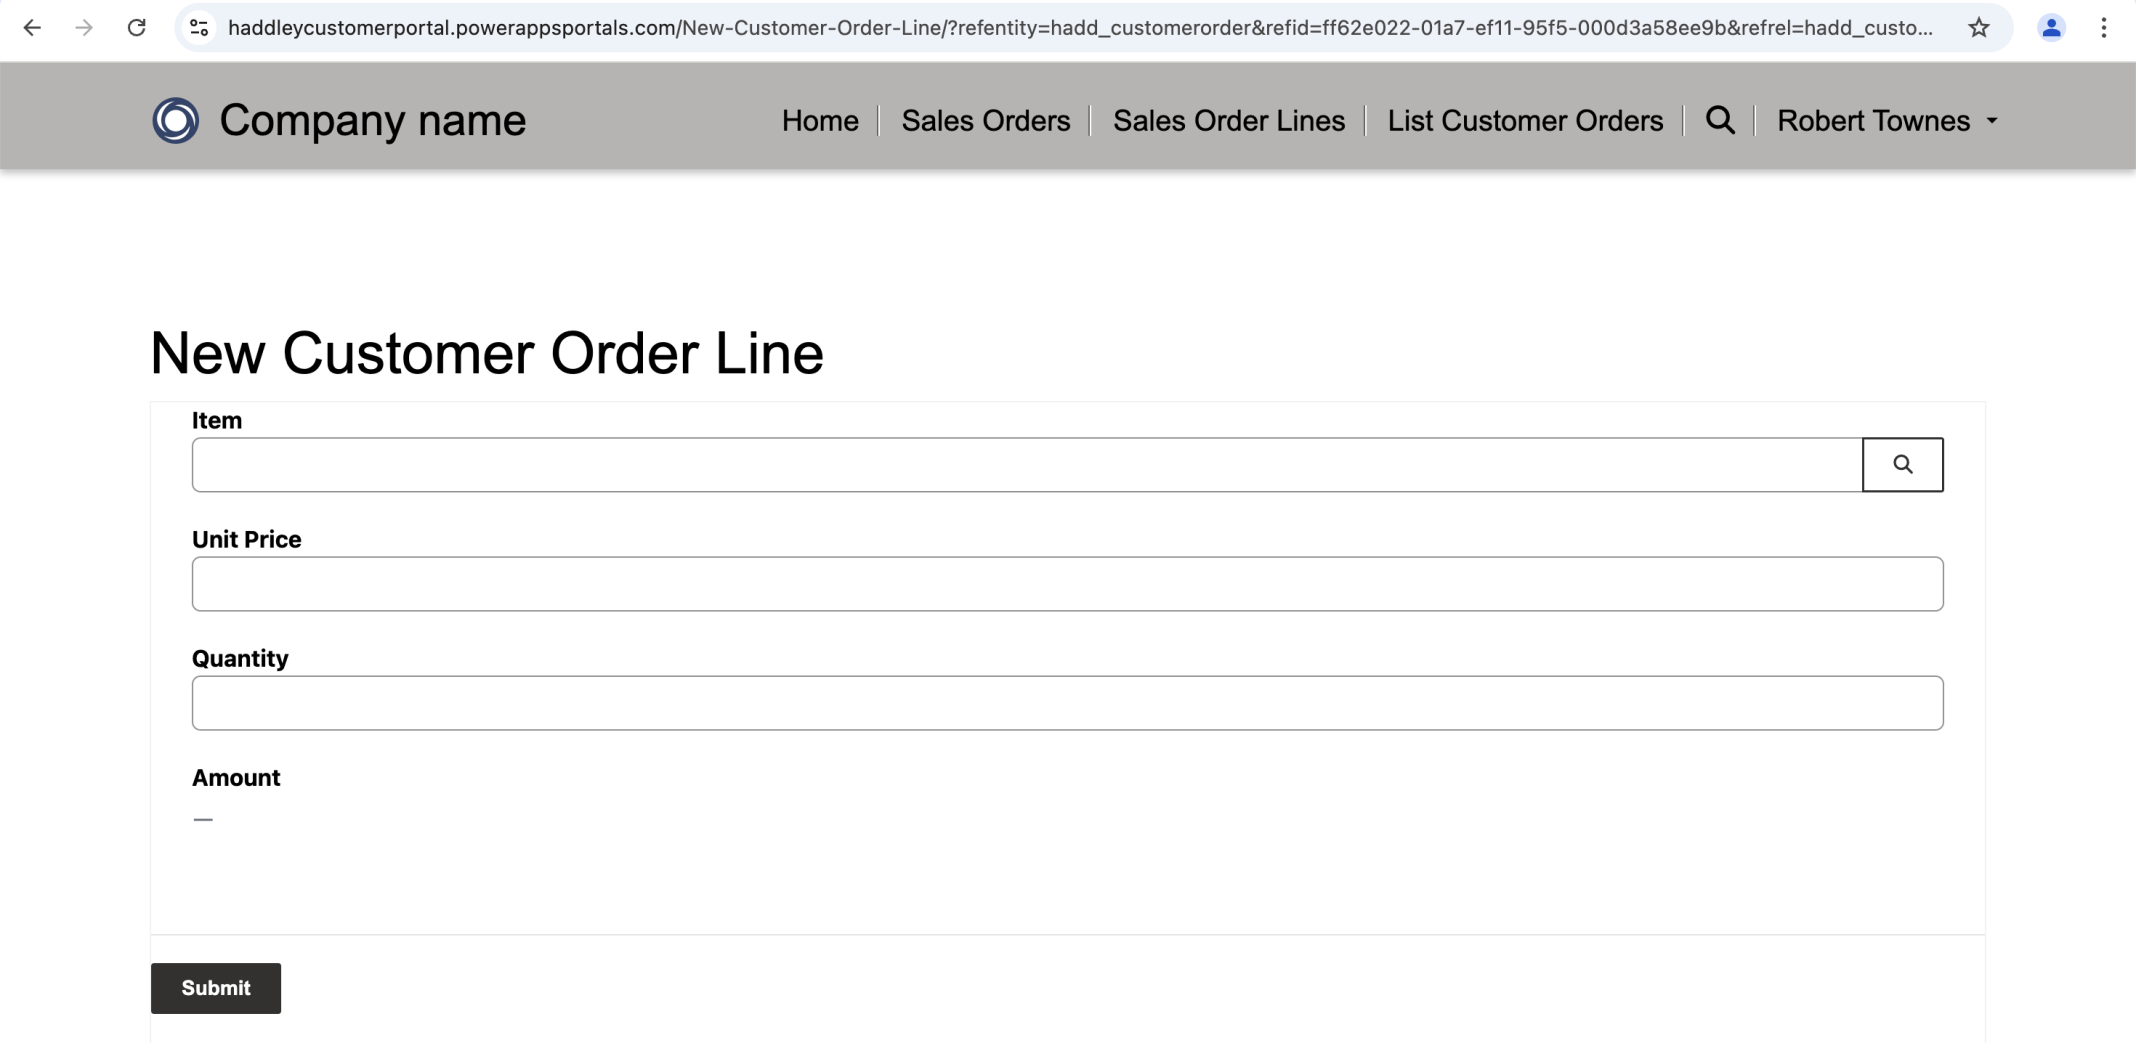 haddleycustomerportal.powerappsportals.com/New-Customer-Order-Line/?refentity=hadd_customerorder&refid=ff62e022-01a7-ef11-95f5-000d3a58ee9b&refrel=hadd_custo...
Company name
Home
Sales Orders
Sales Order Lines
List Customer Orders
Robert Townes
New Customer Order Line
Item
Unit Price
Quantity
Amount
—
Submit